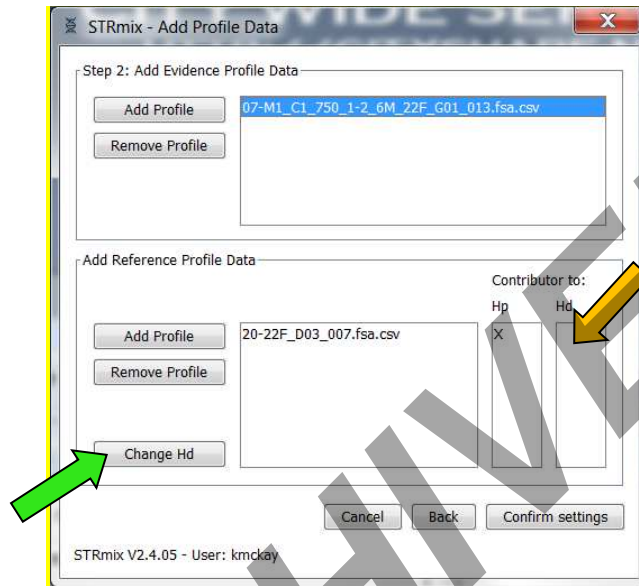 STRmix - Add Profile Data
Step 2: Add Evidence Profile Data
Add Profile
07-M1_C1_750_1-2_6M_22F_G01_013.fsa.csv
Remove Profile
Add Reference Profile Data
Contributor to:
Hp Hd
Add Profile
20-22F_D03_007.fsa.csv
X
Remove Profile
Change Hd
Cancel
Back
Confirm settings
STRmix V2.4.05 - User: kmckay